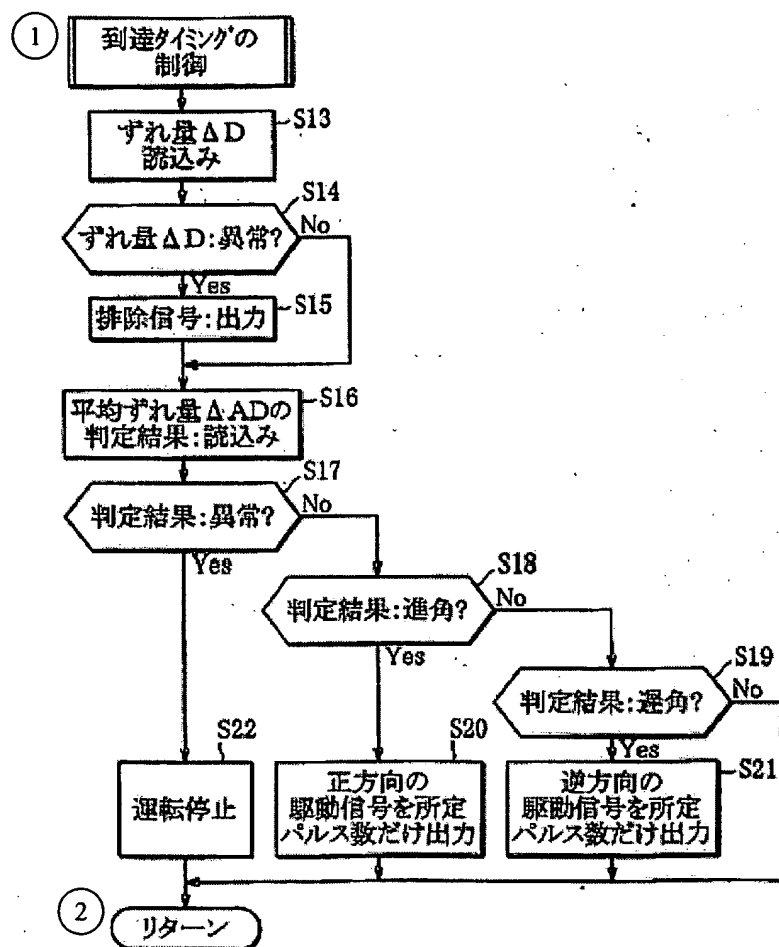 1
到達タイミングの
制御
S13
ずれ量ΔD
読込み
S14
ずれ量ΔD:異常?
No
Yes
S15
排除信号:出力
S16
平均ずれ量ΔADの
判定結果:読込み
S17
判定結果:異常?
No
Yes
S18
判定結果:進角?
No
Yes
S19
判定結果:遅角?
No
Yes
S22
運転停止
S20
正方向の
駆動信号を所定
パルス数だけ出力
S21
逆方向の
駆動信号を所定
パルス数だけ出力
2
リターン